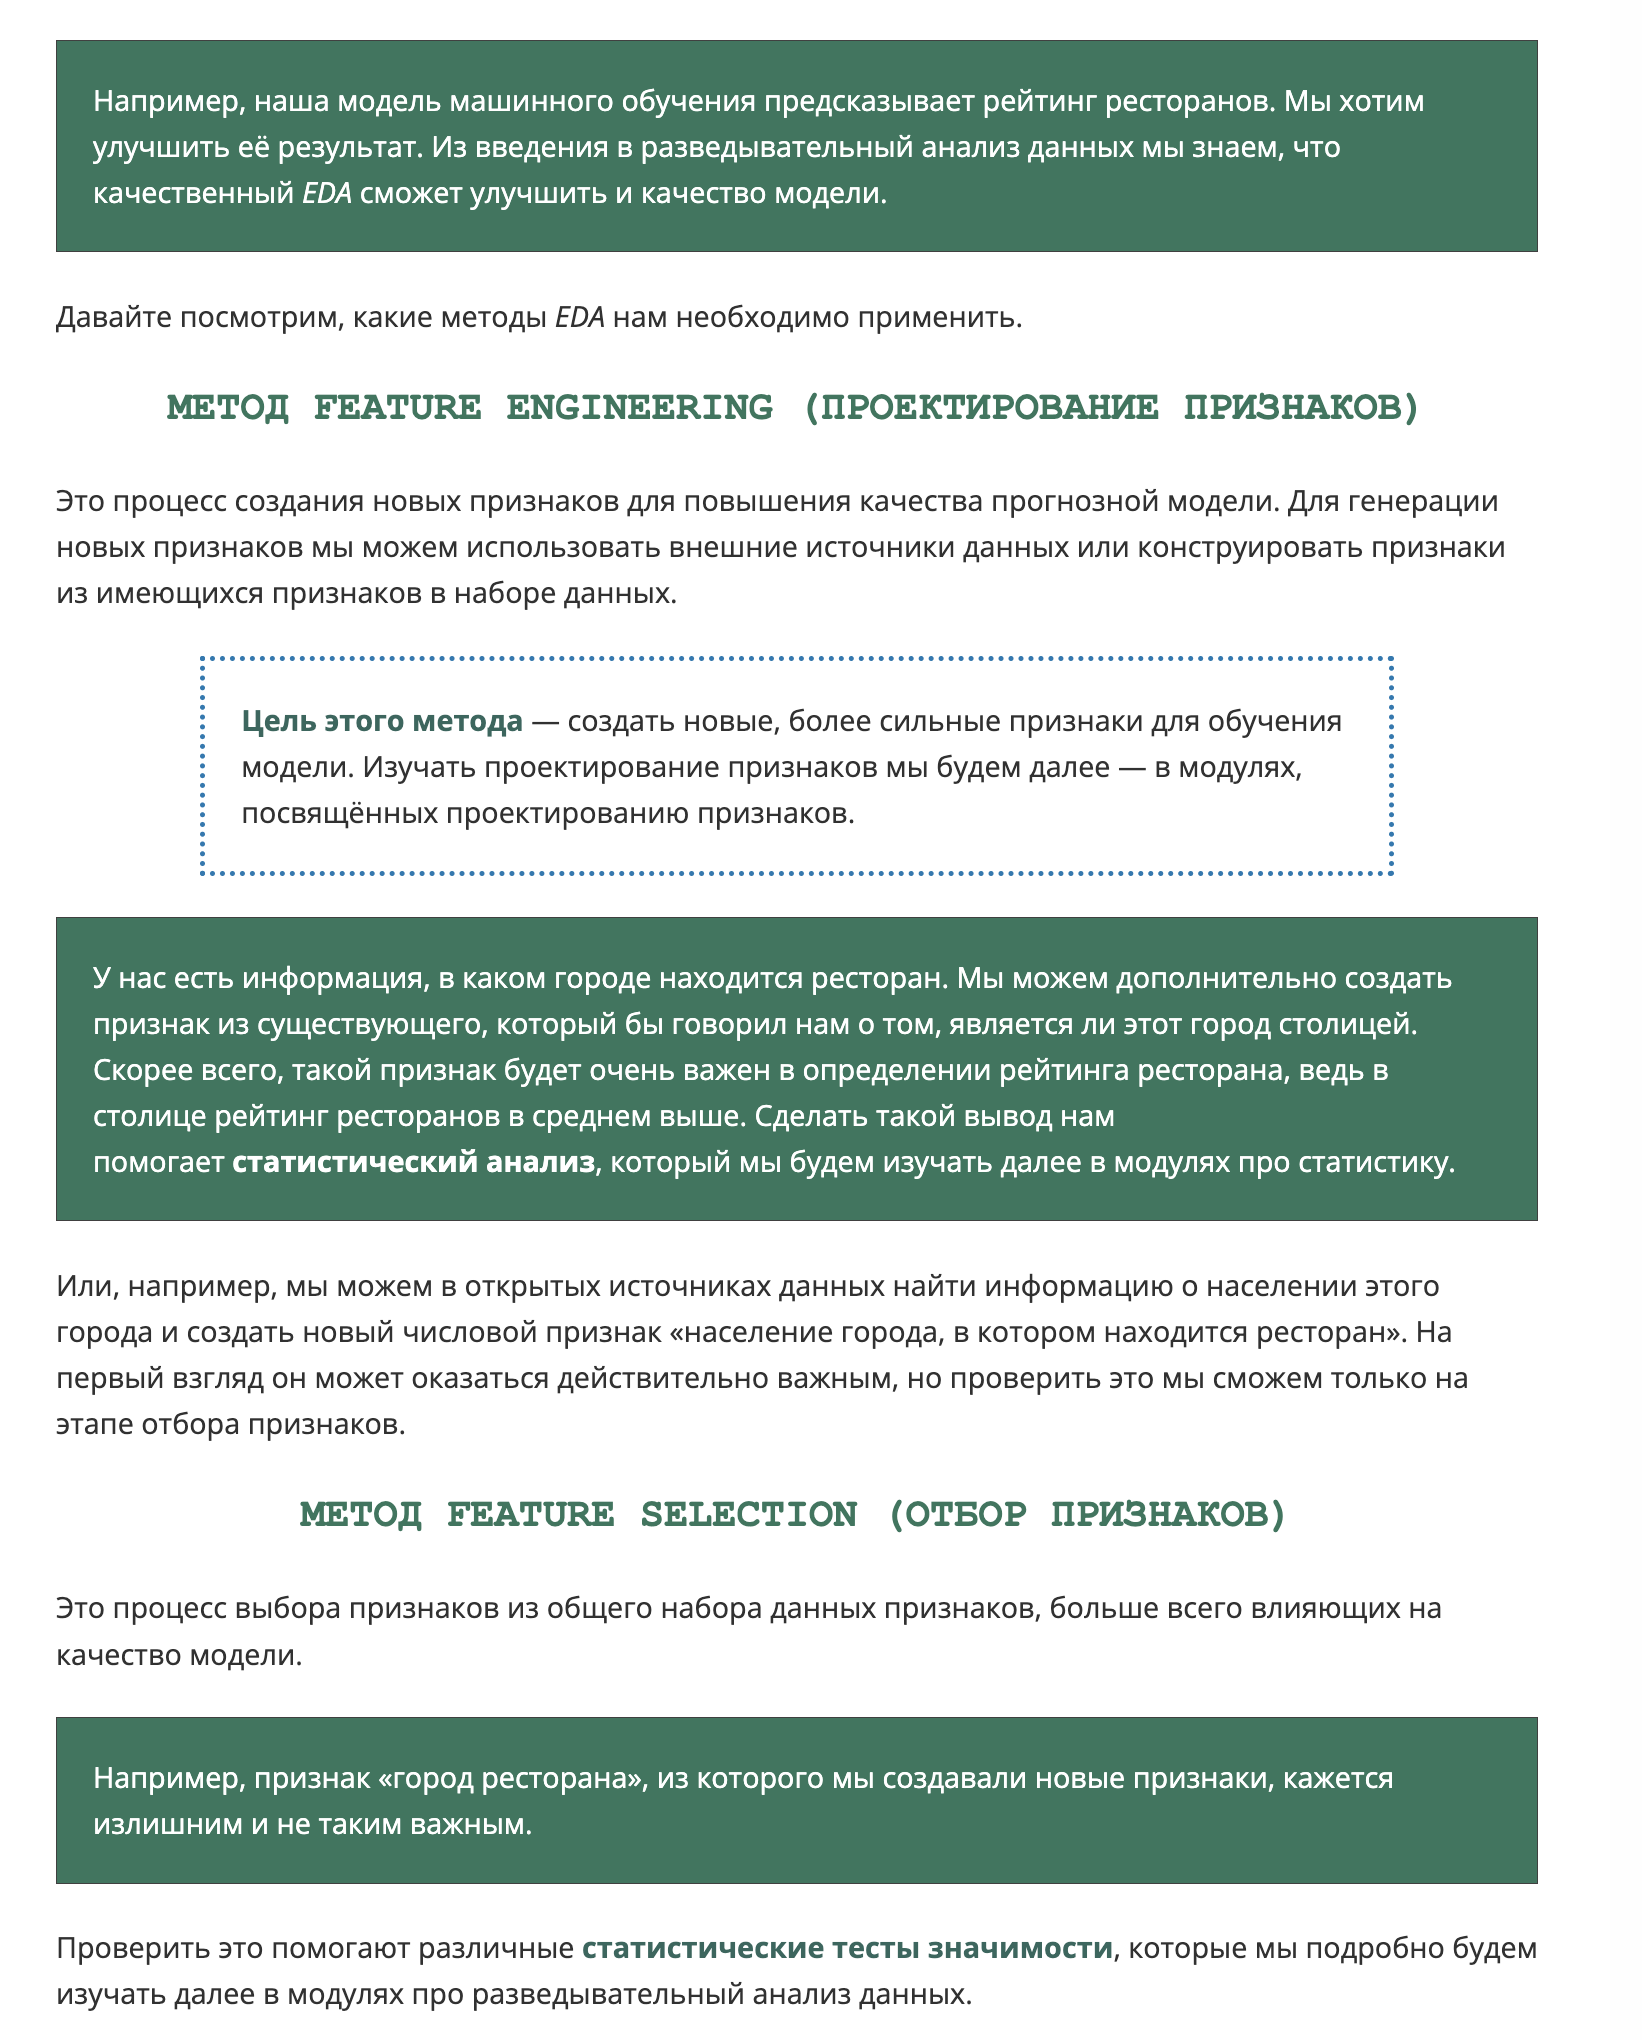 Например, наша модель машинного обучения предсказывает рейтинг ресторанов. Мы хотим
улучшить её результат. Из введения в разведывательный анализ данных мы знаем, что
качественный EDA сможет улучшить и качество модели.
Давайте посмотрим, какие методы EDA нам необходимо применить.
МЕТОД FEATURE ENGINEERING (ПРОЕКТИРОВАНИЕ ПРИЗНАКОВ)
Это процесс создания новых признаков для повышения качества прогнозной модели. Для генерации
новых признаков мы можем использовать внешние источники данных или конструировать признаки
из имеющихся признаков в наборе данных.
Цель этого метода — создать новые, более сильные признаки для обучения
модели. Изучать проектирование признаков мы будем далее — в модулях,
посвящённых проектированию признаков.
У нас есть информация, в каком городе находится ресторан. Мы можем дополнительно создать
признак из существующего, который бы говорил нам о том, является ли этот город столицей.
Скорее всего, такой признак будет очень важен в определении рейтинга ресторана, ведь в
столице рейтинг ресторанов в среднем выше. Сделать такой вывод нам
помогает статистический анализ, который мы будем изучать далее в модулях про статистику.
Или, например, мы можем в открытых источниках данных найти информацию о населении этого
города и создать новый числовой признак «население города, в котором находится ресторан». На
первый взгляд он может оказаться действительно важным, но проверить это мы сможем только на
этапе отбора признаков.
МЕТОД FEATURE SELECTION (ОТБОР ПРИЗНАКОВ)
Это процесс выбора признаков из общего набора данных признаков, больше всего влияющих на
качество модели.
Например, признак «город ресторана», из которого мы создавали новые признаки, кажется
излишним и не таким важным.
Проверить это помогают различные статистические тесты значимости, которые мы подробно будем
изучать далее в модулях про разведывательный анализ данных.